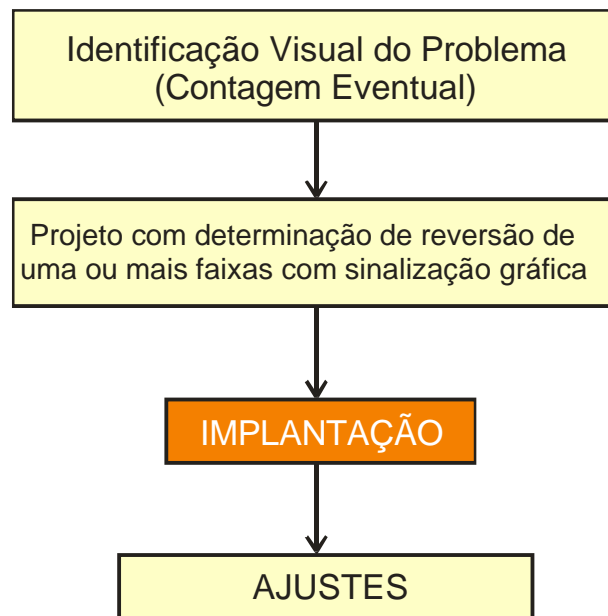 Identificação Visual do Problema
(Contagem Eventual)
Projeto com determinação de reversão de
uma ou mais faixas com sinalização gráfica
IMPLANTAÇÃO
AJUSTES